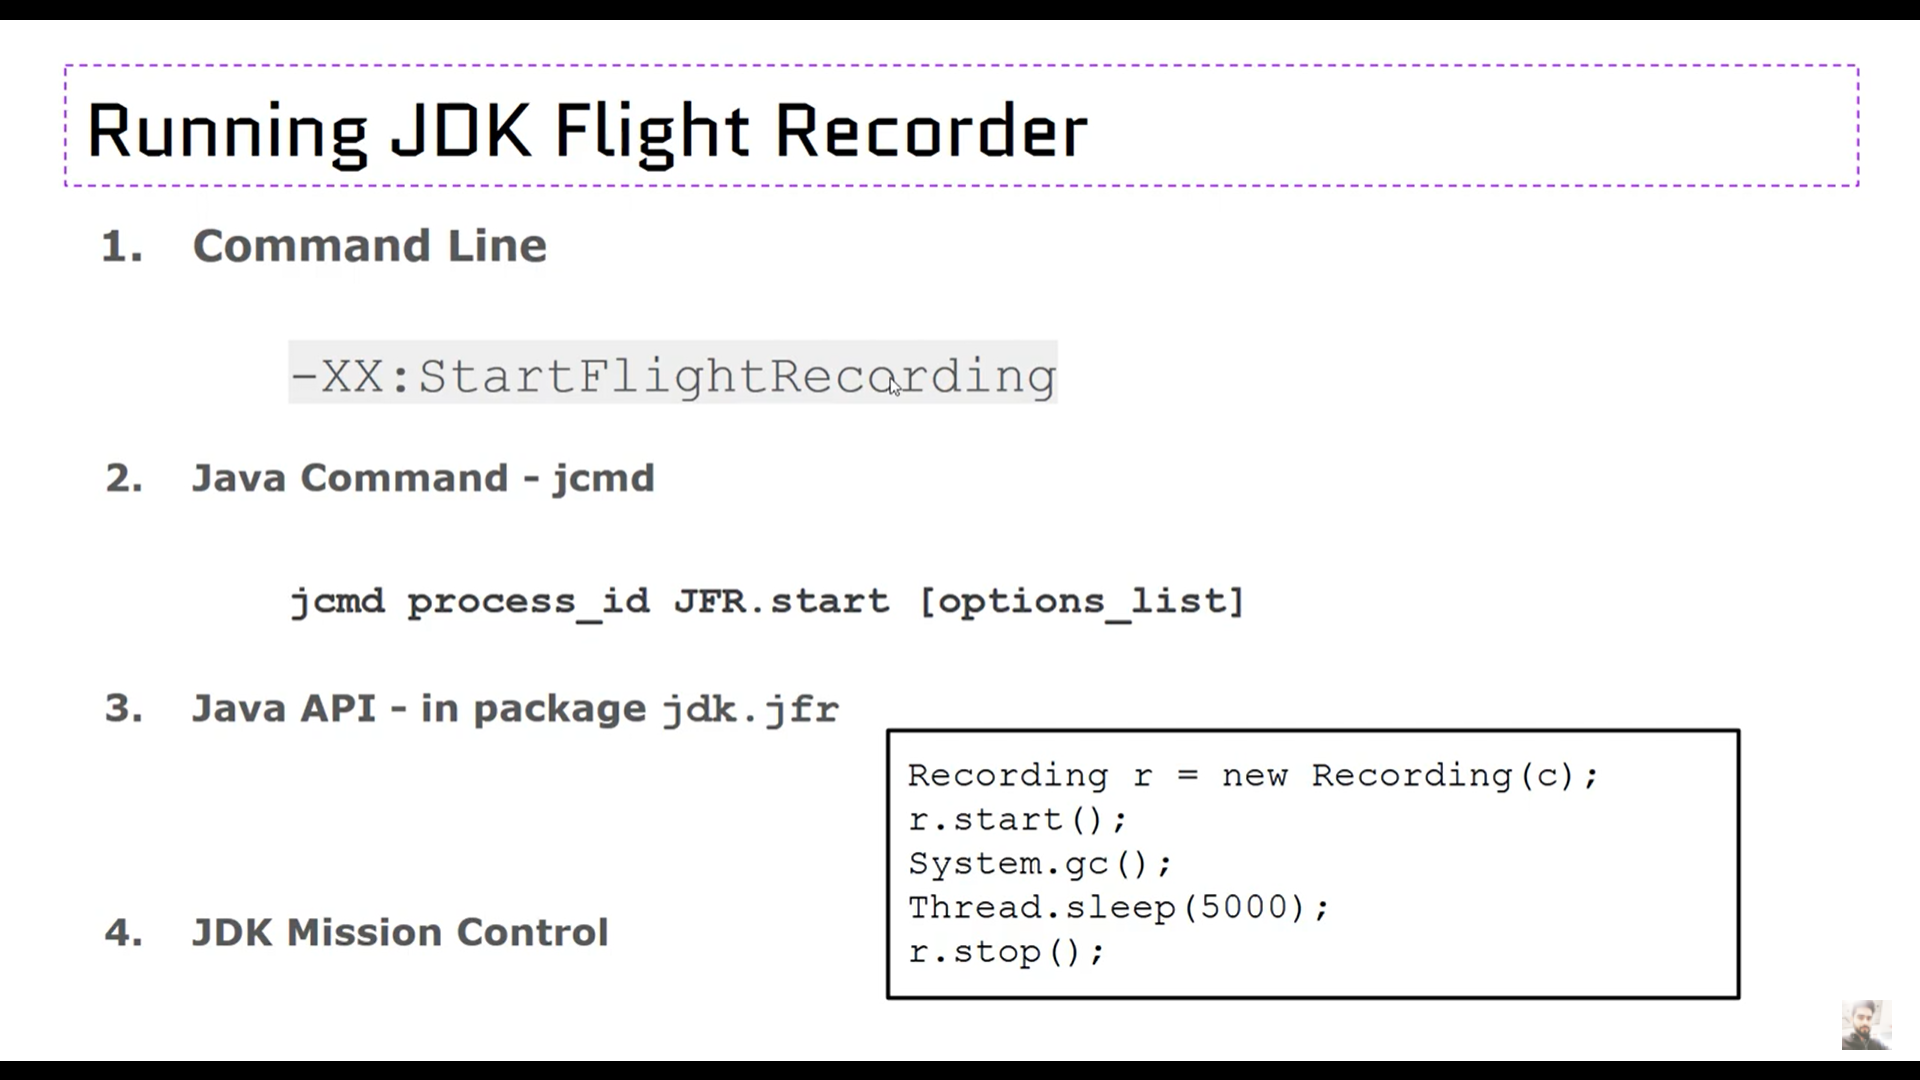 Running JDK Flight Recorder
1. Command Line
-XX:StartFlightRecording
2. Java Command - jcmd
jcmd process_id JFR.start [options_list]
3. Java API - in package jdk.jfr
Recording r = new Recording(c);
r.start();
System.gc();
Thread.sleep(5000);
r.stop();
4. JDK Mission Control